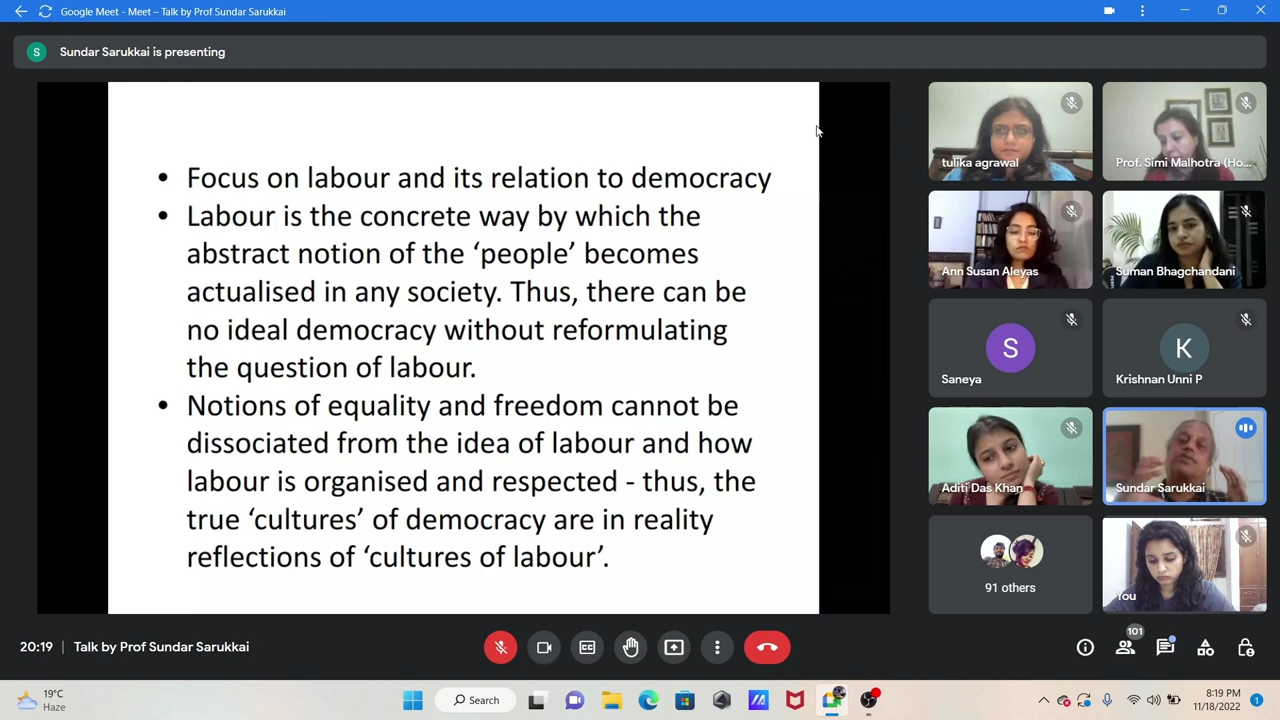 Google Meet - Meet – Talk by Prof Sundar Sarukkai
S
Sundar Sarukkai is presenting
• Focus on labour and its relation to democracy
• Labour is the concrete way by which the
abstract notion of the ‘people’ becomes
actualised in any society. Thus, there can be
no ideal democracy without reformulating
the question of labour.
• Notions of equality and freedom cannot be
dissociated from the idea of labour and how
labour is organised and respected - thus, the
true ‘cultures’ of democracy are in reality
reflections of ‘cultures of labour’.
tulika agrawal
Prof. Simi Malhotra (Ho...
Ann Susan Aleyas
Suman Bhagchandani
S
Saneya
K
Krishnan Unni P
Aditi Das Khan
Sundar Sarukkai
91 others
You
20:19 | Talk by Prof Sundar Sarukkai
CC
101
19°C
Haze
Search
8:19 PM
11/18/2022
1